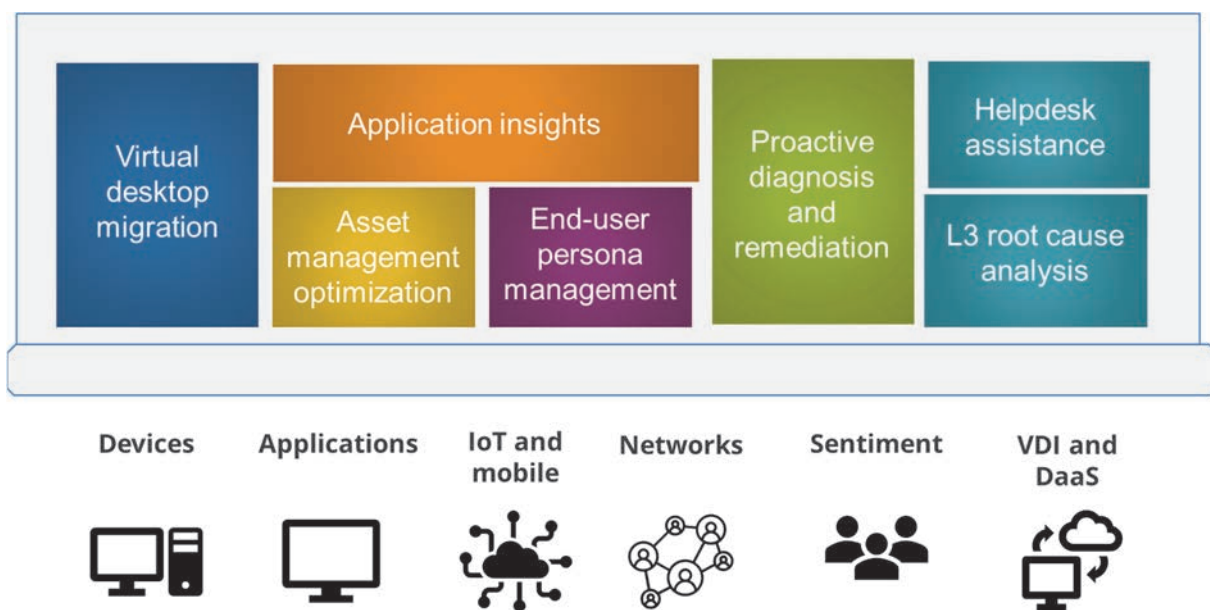 Virtual
desktop
migration
Application insights
Asset
management
optimization
End-user
persona
management
Proactive
diagnosis
and
remediation
Helpdesk
assistance
L3 root cause
analysis
Devices
Applications
IoT and
mobile
Networks
Sentiment
VDI and
DaaS